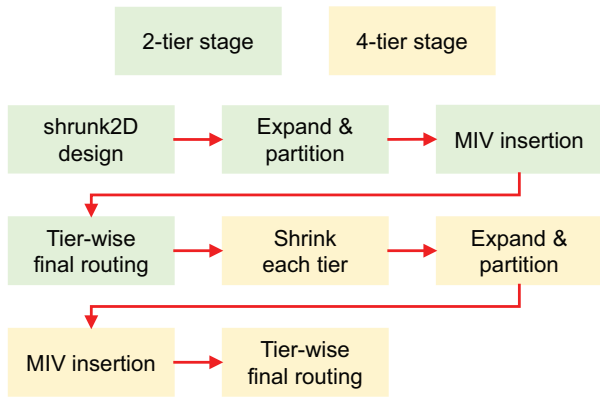 2-tier stage
4-tier stage
shrunk2D
design
Expand &
partition
MIV insertion
Tier-wise
final routing
Shrink
each tier
Expand &
partition
MIV insertion
Tier-wise
final routing